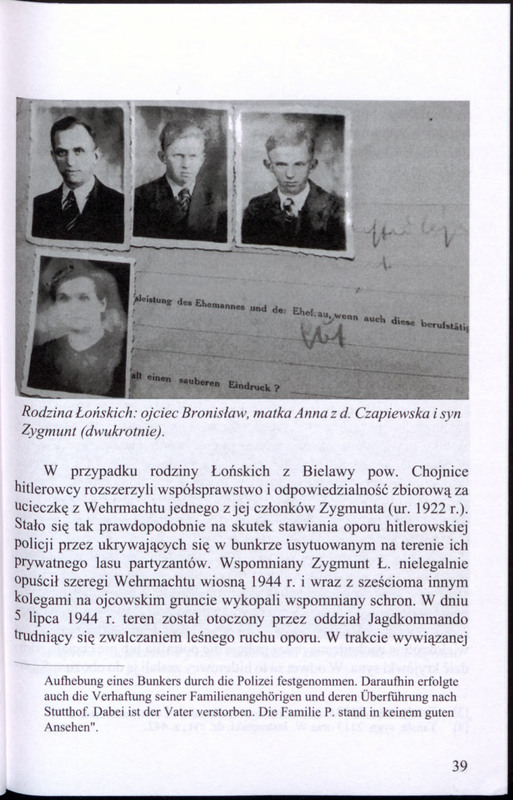 aleistung des Ehemannes und der Ehefrau, wenn auch diese berufstätig
alt einen sauberen Eindruck ?
Rodzina Łońskich: ojciec Bronisław, matka Anna z d. Czapiewska i syn
Zygmunt (dwukrotnie).
W przypadku rodziny Łońskich z Bielawy pow. Chojnice
hitlerowcy rozszerzyli współsprawstwo i odpowiedzialność zbiorową za
ucieczkę z Wehrmachtu jednego z jej członków Zygmunta (ur. 1922 r.).
Stało się tak prawdopodobnie na skutek stawiania oporu hitlerowskiej
policji przez ukrywających się w bunkrze usytuowanym na terenie ich
prywatnego lasu partyzantów. Wspomniany Zygmunt Ł. nielegalnie
opuścił szeregi Wehrmachtu wiosną 1944 r. i wraz z sześcioma innym
kolegami na ojcowskim gruncie wykopali wspomniany schron. W dniu
5 lipca 1944 r. teren został otoczony przez oddział Jagdkommando
trudniący się zwalczaniem leśnego ruchu oporu. W trakcie wywiązanej
Aufhebung eines Bunkers durch die Polizei festgenommen. Daraufhin erfolgte
auch die Verhaftung seiner Familienangehörigen und deren Überführung nach
Stutthof. Dabei ist der Vater verstorben. Die Familie P. stand in keinem guten
Ansehen".
39